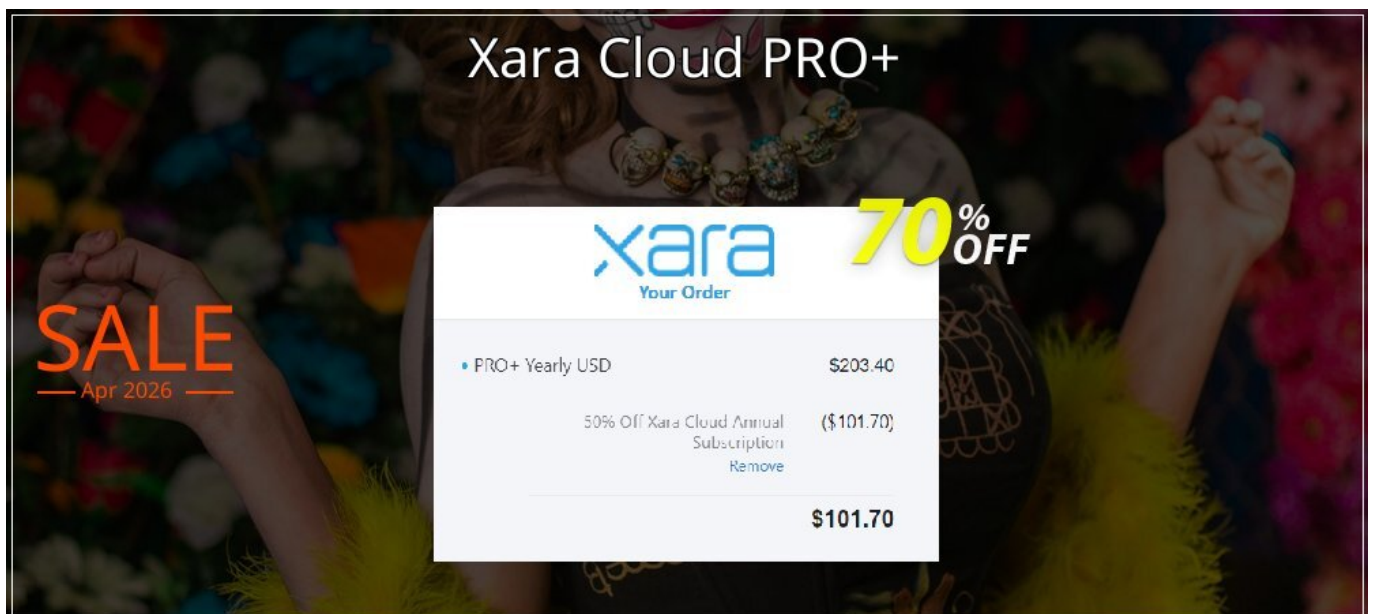 Xara Cloud PRO+
70% OFF
xara
Your Order
SALE
Apr 2026
• PRO+ Yearly USD $203.40
50% Off Xara Cloud Annual ($101.70)
Subscription
Remove
$101.70